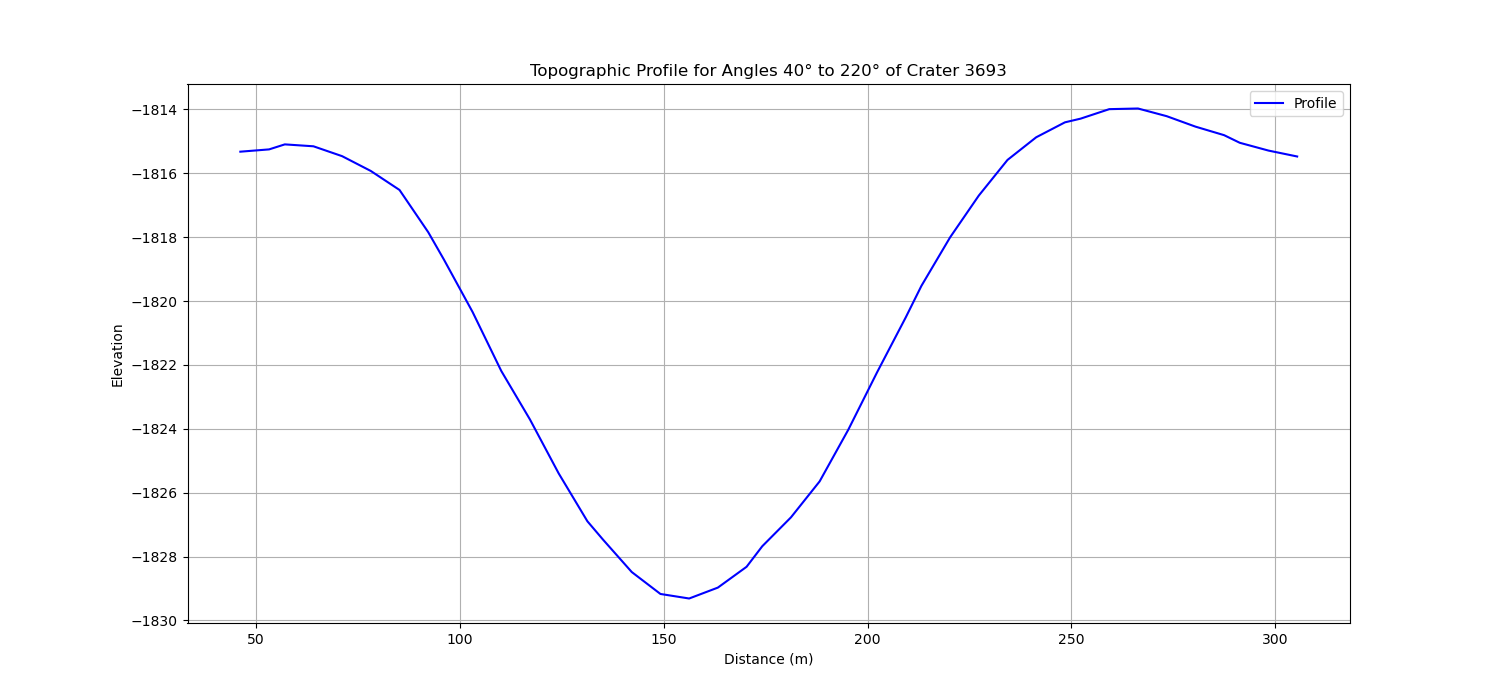 Topographic Profile for Angles 40° to 220° of Crater 3693
Profile
−1814
−1816
−1818
−1820
−1822
−1824
−1826
−1828
−1830
Elevation
50 100 150 200 250 300
Distance (m)